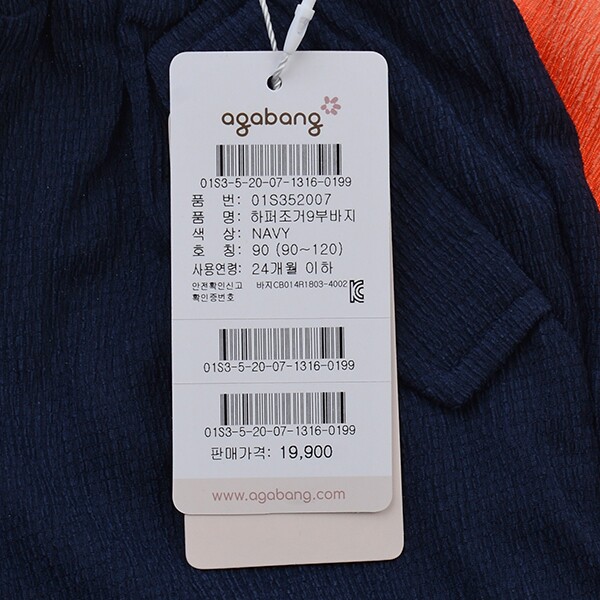 agabang
01S3-5-20-07-1316-0199
품 번: 01S352007
품 명: 하퍼조거9부바지
색 상: NAVY
호 칭: 90 (90~120)
사용연령: 24개월 이하
안전확인신고 바지CB014R1803-4002
확인증번호
01S3-5-20-07-1316-0199
01S3-5-20-07-1316-0199
판매가격: 19,900
www.agabang.com